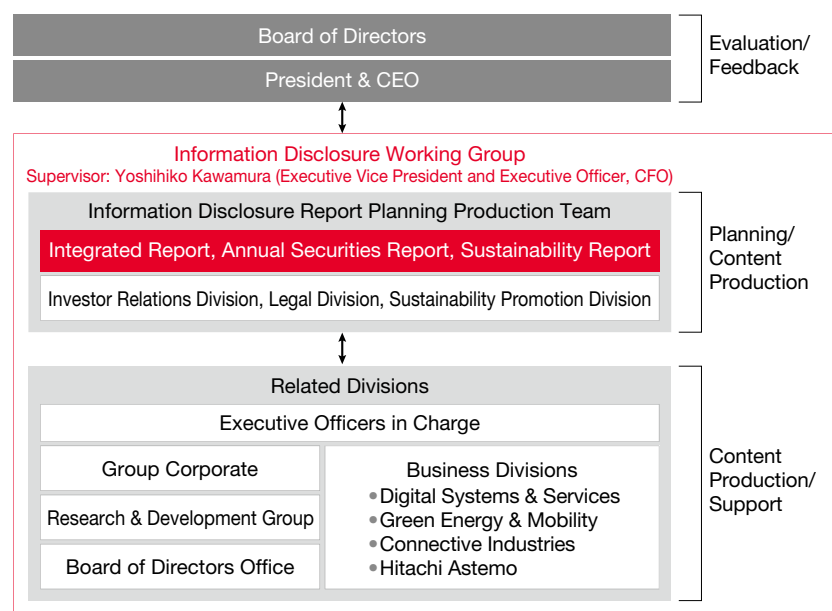 Board of Directors
President & CEO
Evaluation/
Feedback
Information Disclosure Working Group
Supervisor: Yoshihiko Kawamura (Executive Vice President and Executive Officer, CFO)
Information Disclosure Report Planning Production Team
Integrated Report, Annual Securities Report, Sustainability Report
Investor Relations Division, Legal Division, Sustainability Promotion Division
Planning/
Content
Production
Related Divisions
Executive Officers in Charge
Group Corporate
Research & Development Group
Board of Directors Office
Business Divisions
•Digital Systems & Services
•Green Energy & Mobility
•Connective Industries
•Hitachi Astemo
Content
Production/
Support